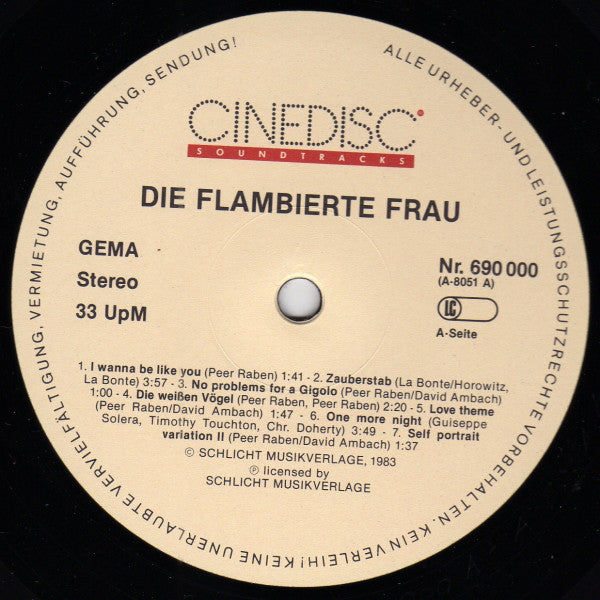 CINEDISC
SOUNDTRACKS
DIE FLAMBIERTE FRAU
GEMA
Stereo
33 UpM
Nr. 690 000
(A-8051 A)
LC
A-Seite
1. I wanna be like you (Peer Raben) 1:41 - 2. Zauberstab (La Bonte/Horowitz,
La Bonte) 3:57 - 3. No problems for a Gigolo (Peer Raben/David Ambach)
1:00 - 4. Die weißen Vögel (Peer Raben, Peer Raben) 2:20 - 5. Love theme
(Peer Raben/David Ambach) 1:47 - 6. One more night (Guiseppe
Solera, Timothy Touchton, Chr. Doherty) 3:49 - 7. Self portrait
variation II (Peer Raben/David Ambach) 1:37
© SCHLICHT MUSIKVERLAGE, 1983
℗ licensed by
SCHLICHT MUSIKVERLAGE
ALLE URHEBER- UND LEISTUNGSSCHUTZRECHTE VORBEHALTEN. KEIN VERLEIH! KEINE UNERLAUBTE VERVIELFÄLTIGUNG, VERMIETUNG, AUFFÜHRUNG, SENDUNG!